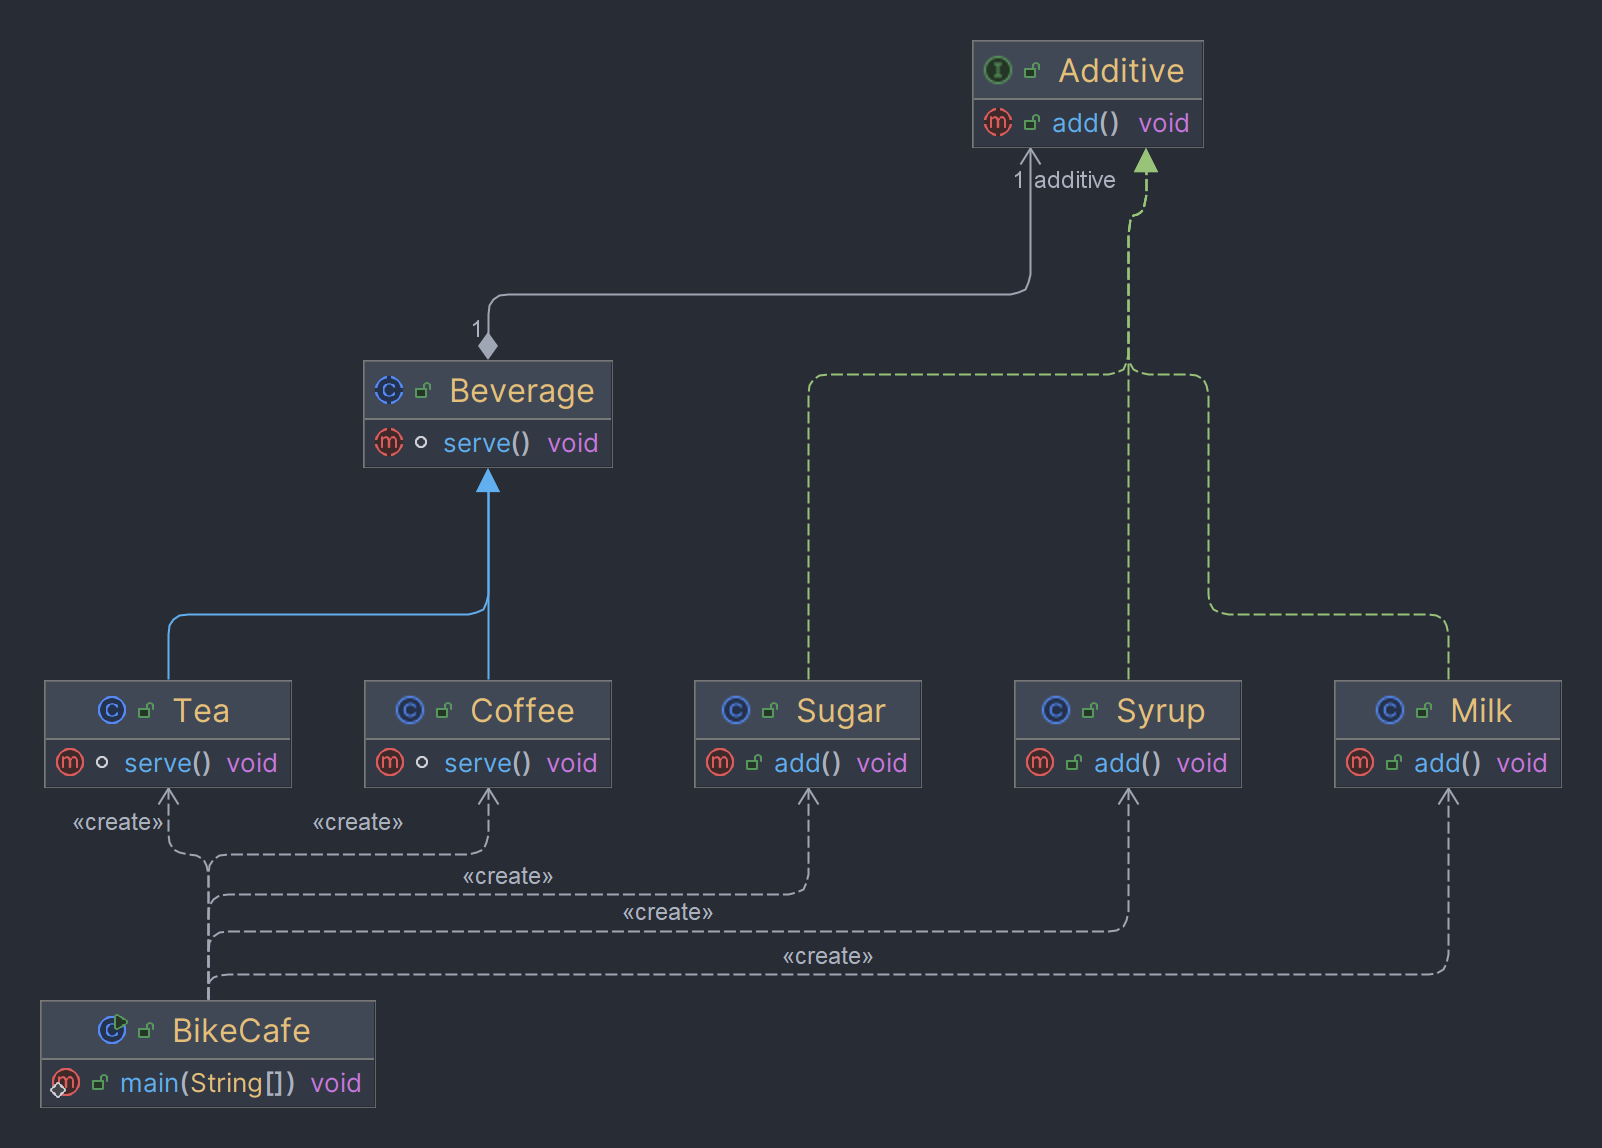 Additive
add() void
1 additive
1
Beverage
serve() void
Tea
serve() void
Coffee
serve() void
Sugar
add() void
Syrup
add() void
Milk
add() void
«create»
«create»
«create»
«create»
«create»
BikeCafe
main(String[]) void